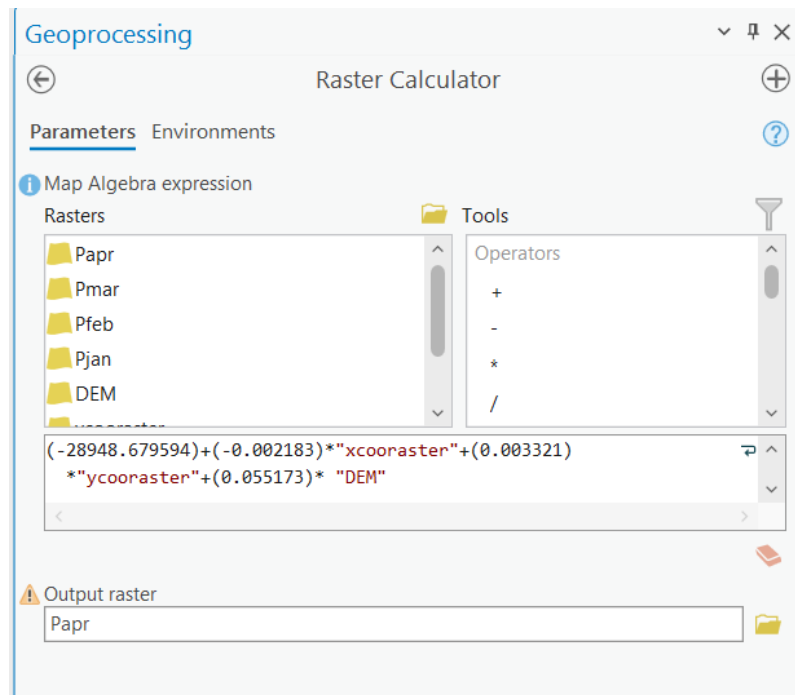 Geoprocessing
Raster Calculator
Parameters Environments
Map Algebra expression
Rasters
Tools
Papr
Pmar
Pfeb
Pjan
DEM
Operators
+
-
*
/
(-28948.679594)+(-0.002183)*"xcooraster"+(0.003321)
*"ycooraster"+(0.055173)* "DEM"
Output raster
Papr